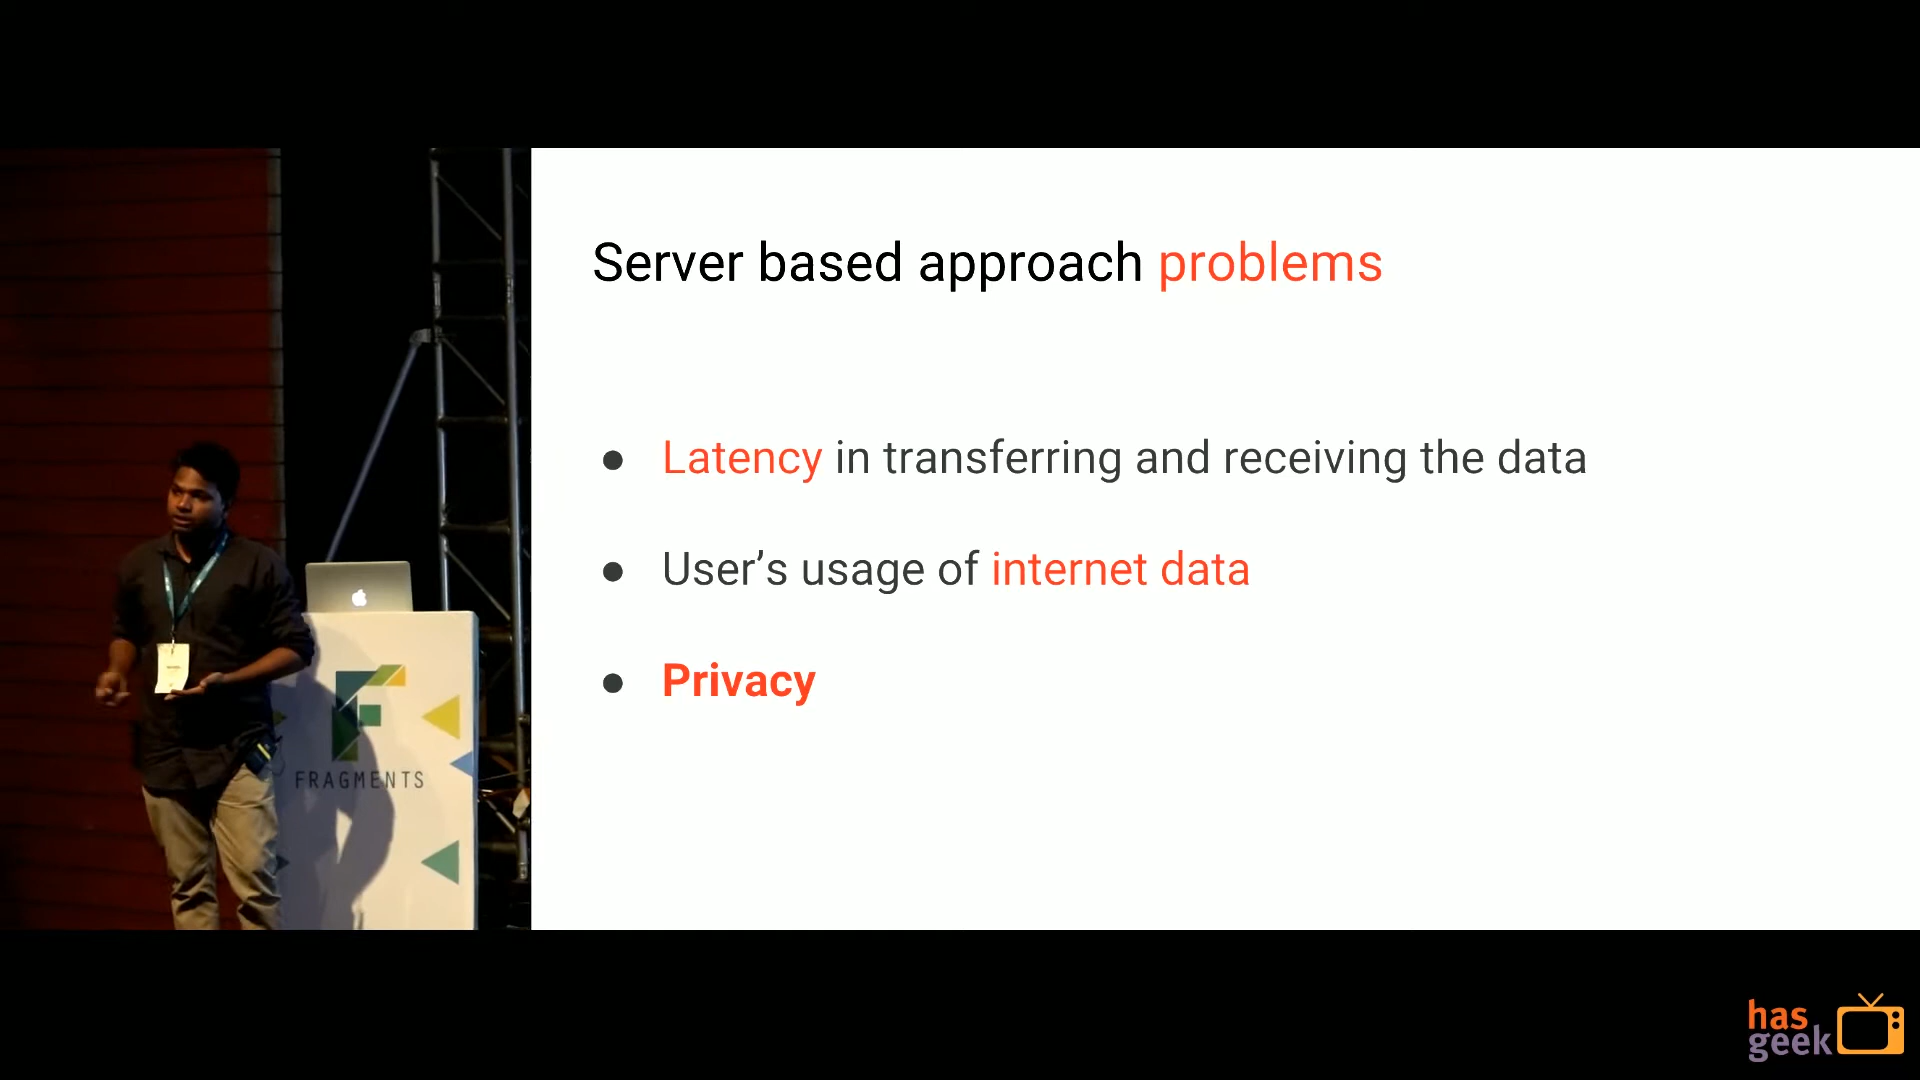 Server based approach problems
● Latency in transferring and receiving the data
● User’s usage of internet data
● Privacy
FRAGMENTS
has
geek